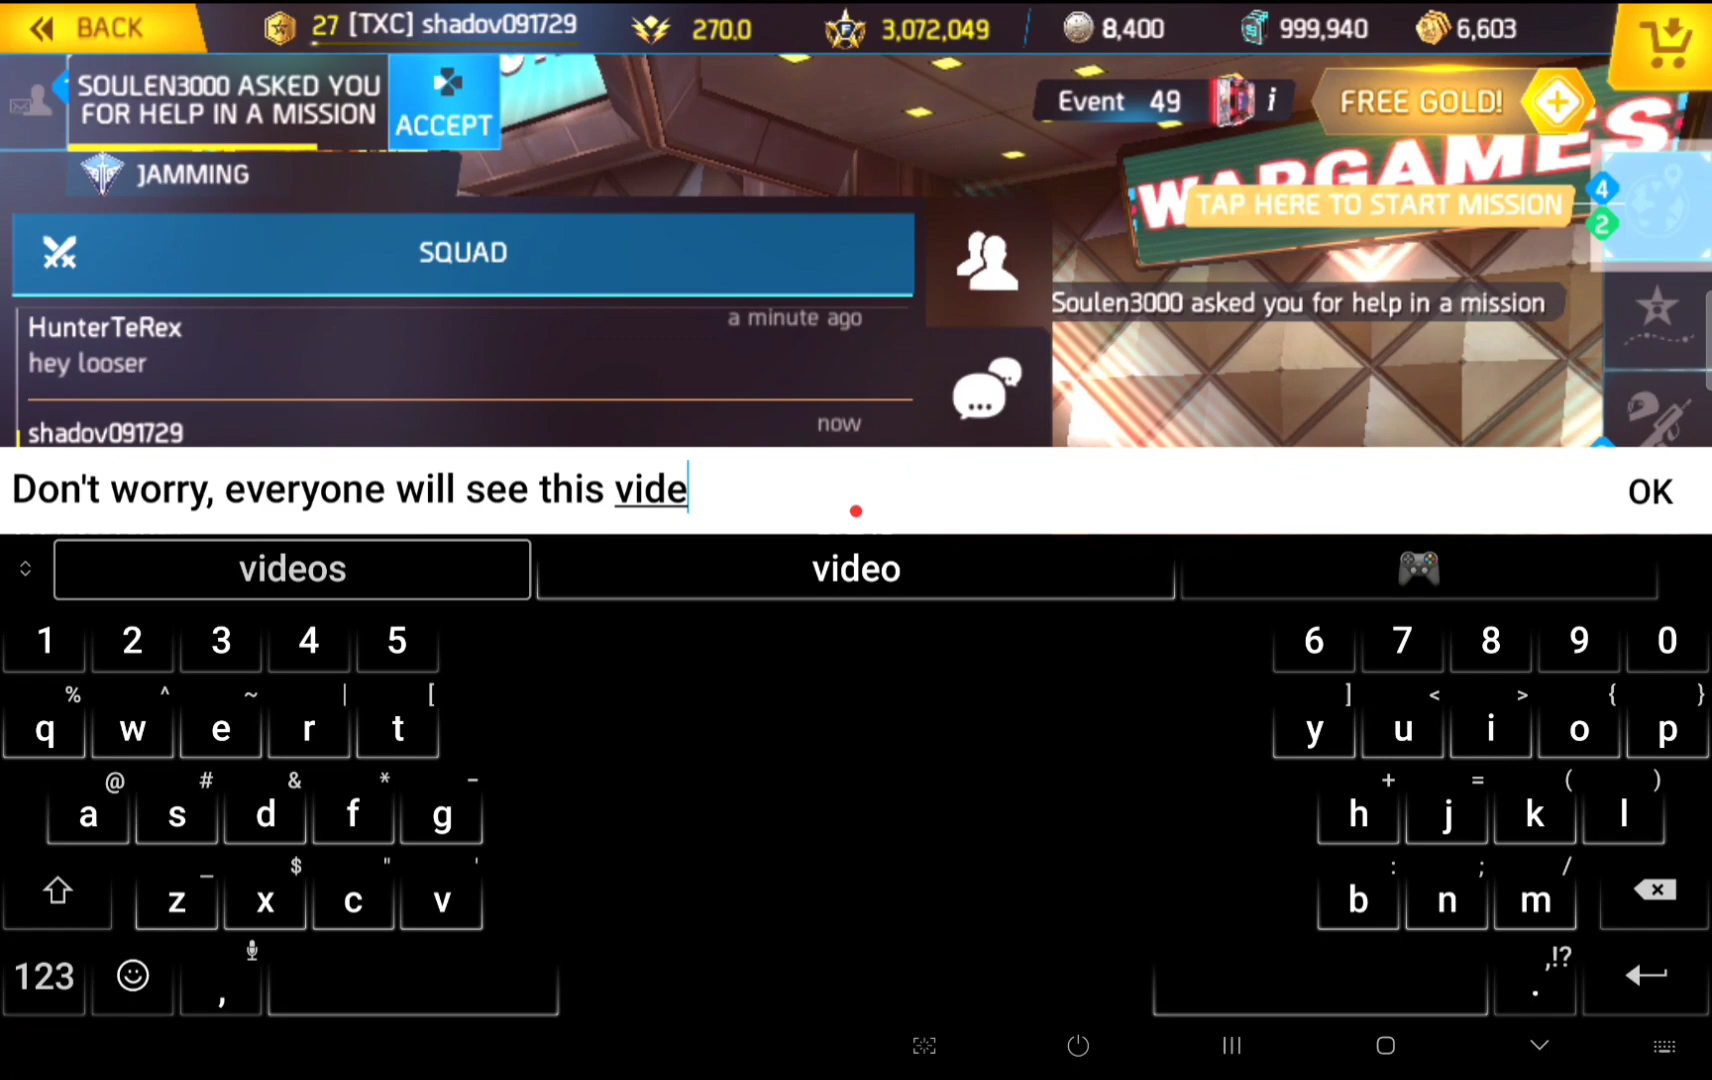 BACK
27 [TXC] shadov091729
270.0
3,072,049
8,400
999,940
6,603
SOULEN3000 ASKED YOU
FOR HELP IN A MISSION
ACCEPT
Event 49 i
FREE GOLD!
WARGAMES
JAMMING
TAP HERE TO START MISSION
4
2
SQUAD
Soulen3000 asked you for help in a mission
HunterTeRex
a minute ago
hey looser
shadov091729
now
Don't worry, everyone will see this vide
OK
videos video
1 2 3 4 5 6 7 8 9 0
% ^ ~ | [ ] < > { }
q w e r t y u i o p
@ # & * - + = ( )
a s d f g h j k l
_ $ " ' : ; /
z x c v b n m
123 , ,!? .